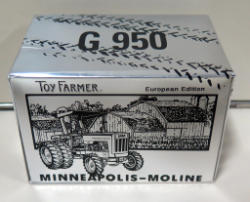 G 950
TOY FARMER
European Edition
MINNEAPOLIS-MOLINE